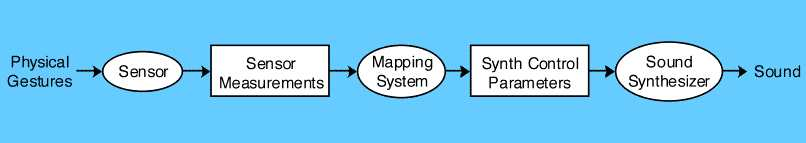 Physical
Gestures
Sensor
Sensor
Measurements
Mapping
System
Synth Control
Parameters
Sound
Synthesizer
Sound